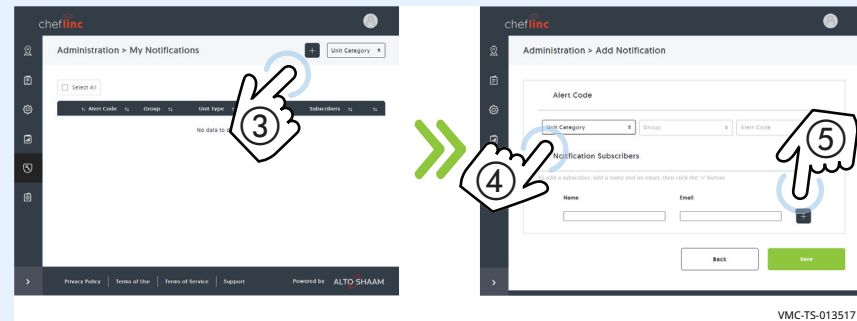 cheflinc
Administration > My Notifications
+
Unit Category
Select All
Alert Code
Group
Unit Type
Subscribers
No data to
3
>
Privacy Policy
Terms of Use
Terms of Service
Support
Powered by
ALTO-SHAAM
cheflinc
Administration > Add Notification
Alert Code
Unit Category
Group
Alert Code
5
Notification Subscribers
4
To add a subscriber, add a name and an email, then click the '+' button.
Name
Email
+
Back
Save
>
VMC-TS-013517